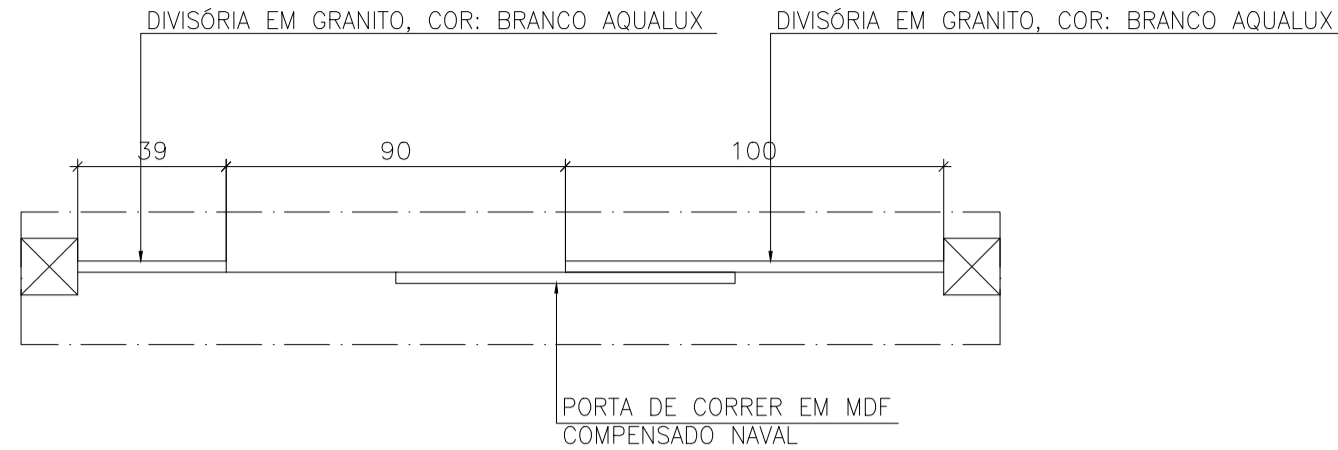 DIVISÓRIA EM GRANITO, COR: BRANCO AQUALUX
DIVISÓRIA EM GRANITO, COR: BRANCO AQUALUX
39
90
100
PORTA DE CORRER EM MDF
COMPENSADO NAVAL